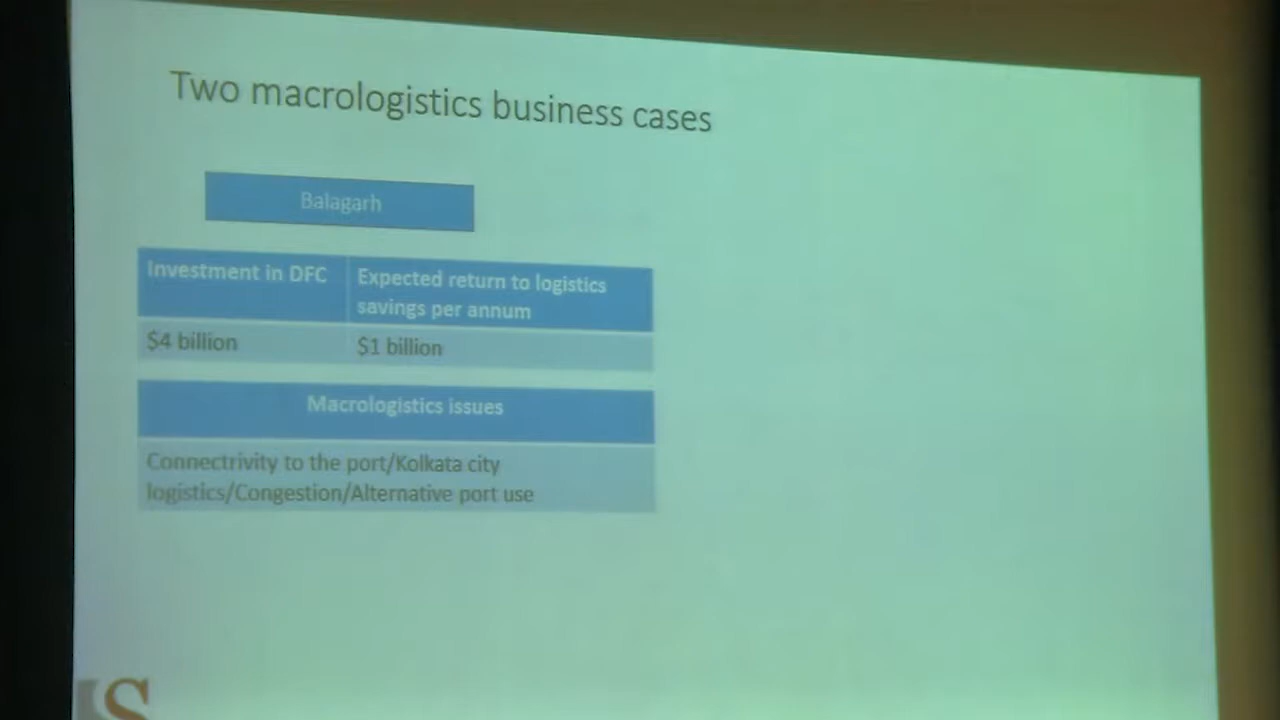 Two macrologistics business cases
Balagarh
Investment in DFC
Expected return to logistics
savings per annum
$4 billion
$1 billion
Macrologistics issues
Connectrivity to the port/Kolkata city
logistics/Congestion/Alternative port use
S